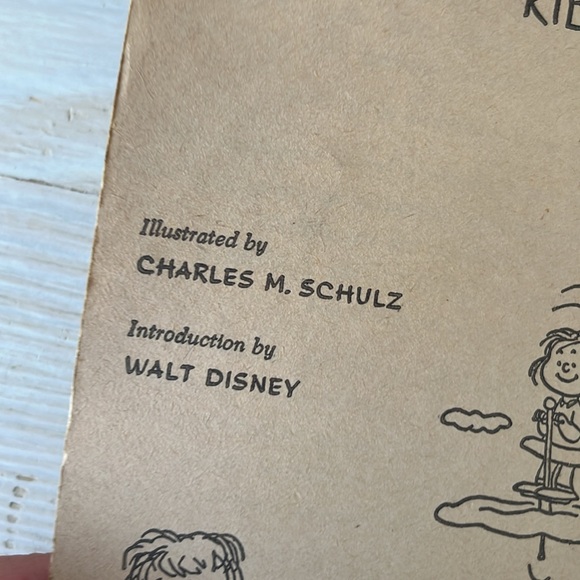 Illustrated by
CHARLES M. SCHULZ
Introduction by
WALT DISNEY